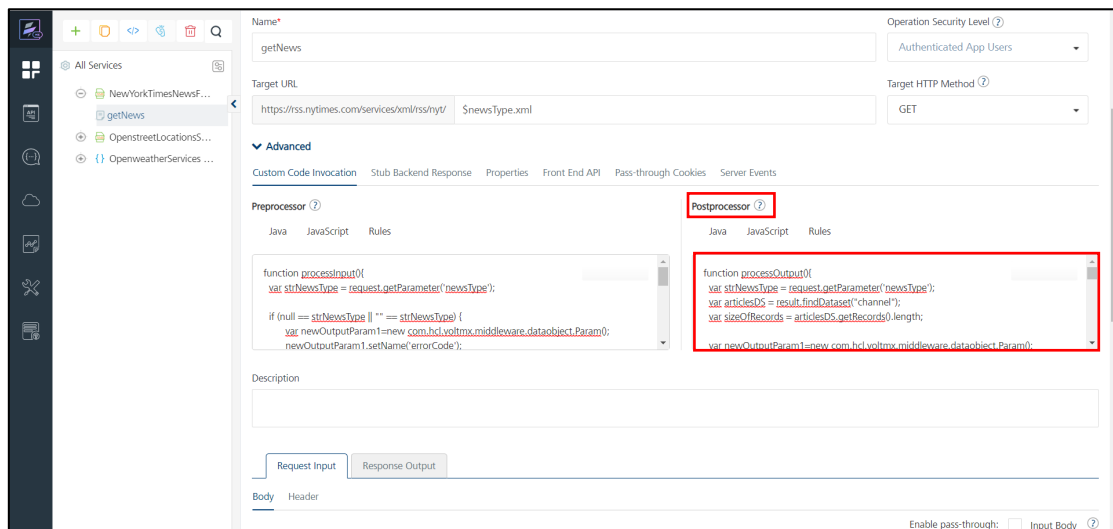 Name*
Operation Security Level ?
getNews
Authenticated App Users
All Services
Target URL
Target HTTP Method ?
NewYorkTimesNewsF...
getNews
https://rss.nytimes.com/services/xml/rss/nyt/
$newsType.xml
GET
OpenstreetLocationsS...
OpenweatherServices ...
Advanced
Custom Code Invocation Stub Backend Response Properties Front End API Pass-through Cookies Server Events
Preprocessor ?
Postprocessor ?
Java JavaScript Rules
Java JavaScript Rules
function processInput(){
var strNewsType = request.getParameter('newsType');
if (null == strNewsType || "" == strNewsType) {
var newOutputParam1=new com.hcl.voltmx.middleware.dataobject.Param();
newOutputParam1.setName('errorCode');
function processOutput(){
var strNewsType = request.getParameter('newsType');
var articlesDS = result.findDataset("channel");
var sizeOfRecords = articlesDS.getRecords().length;
var newOutputParam1=new com.hcl.voltmx.middleware.dataobject.Param();
Description
Request Input Response Output
Body Header
Enable pass-through: Input Body ?